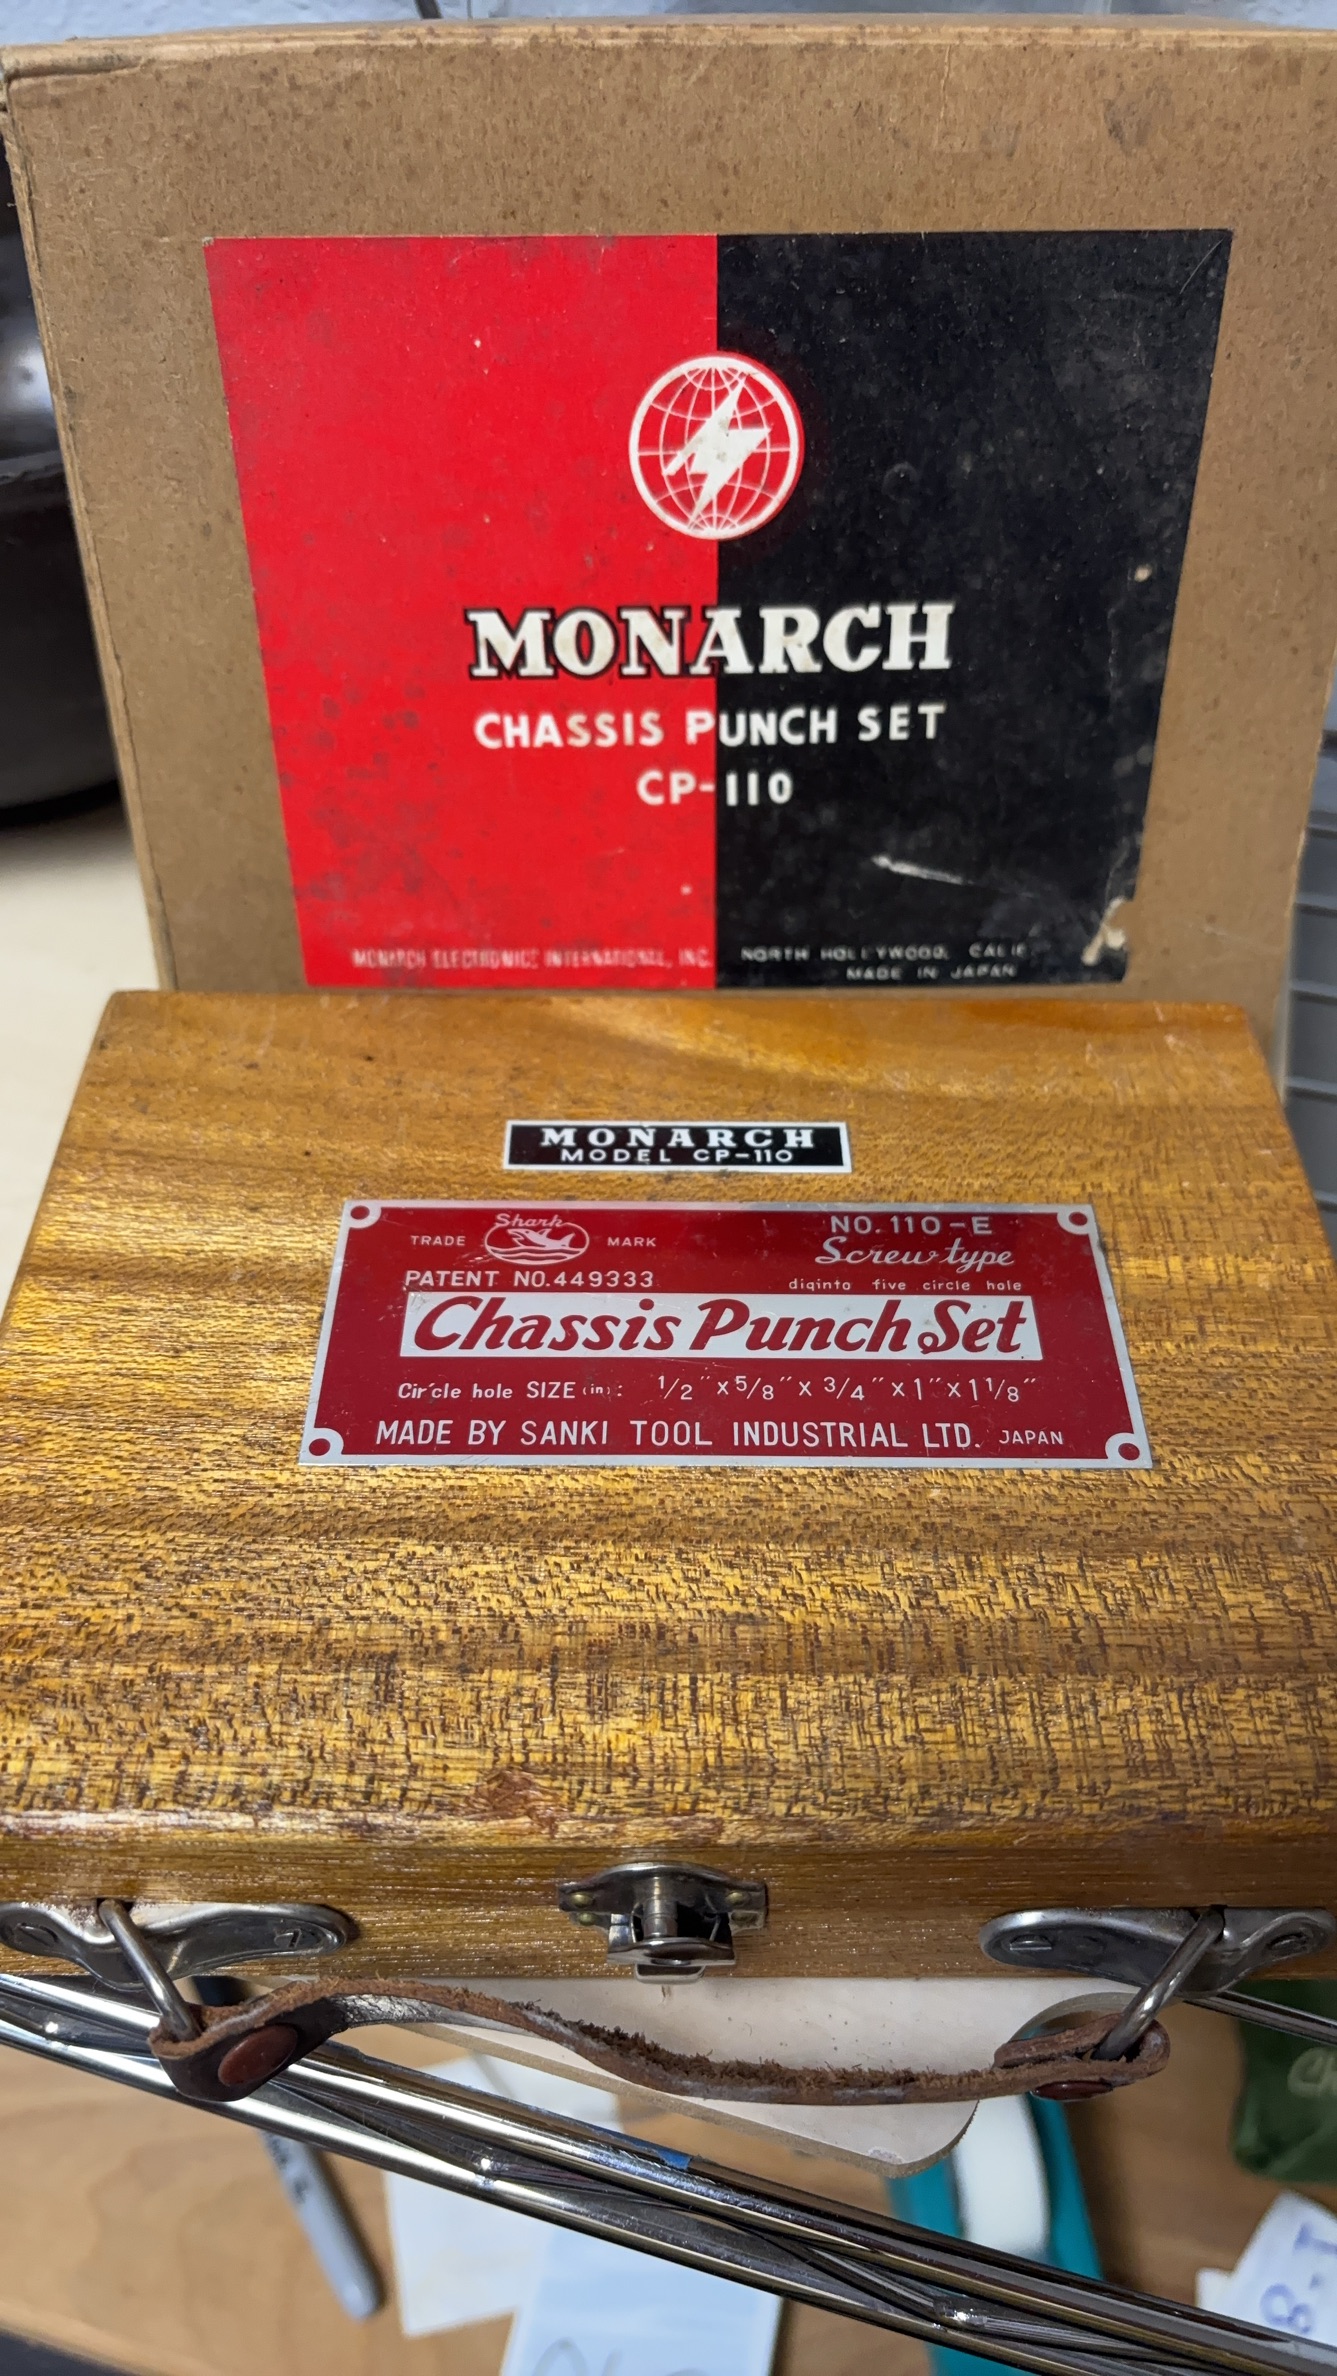 MONARCH
CHASSIS PUNCH SET
CP-110
MONARCH ELECTRONICS INTERNATIONAL, INC. NORTH HOLLYWOOD, CALIF.
MADE IN JAPAN
MONARCH
MODEL CP-110
TRADE Shark MARK
PATENT NO.449333
NO.110-E
Screw type
diqinto five circle hole
Chassis Punch Set
Circle hole SIZE (in): 1/2" x 5/8" x 3/4" x 1" x 1 1/8"
MADE BY SANKI TOOL INDUSTRIAL LTD. JAPAN